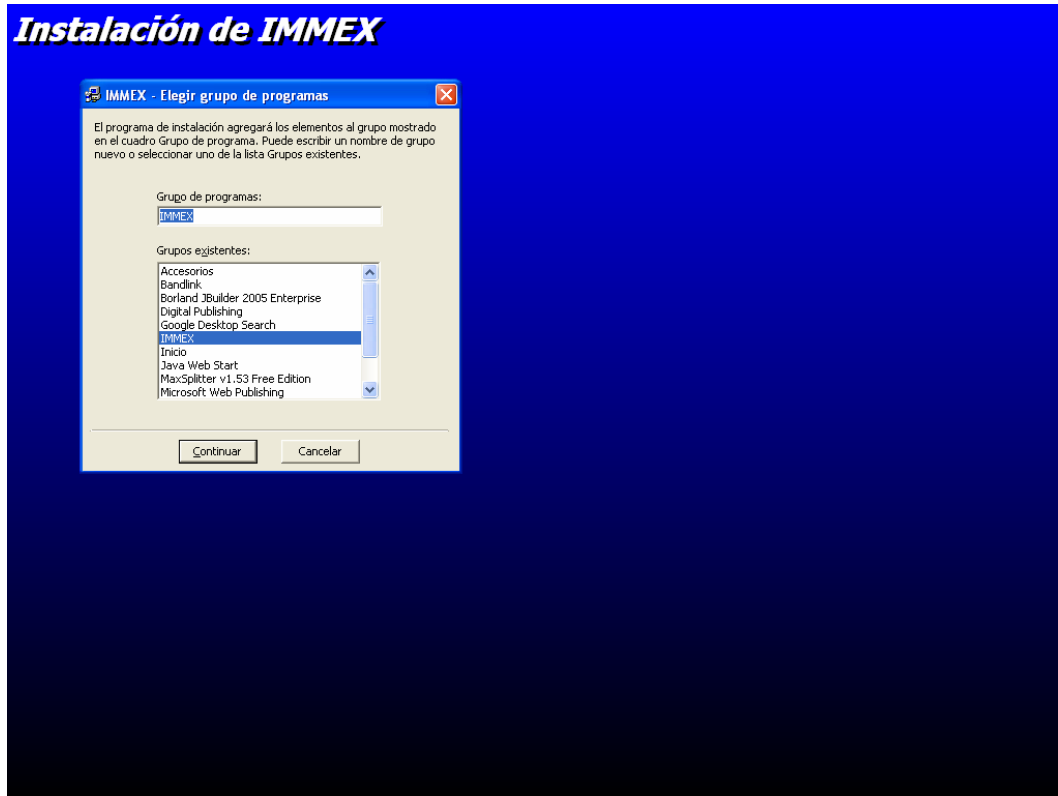 Instalación de IMMEX
IMMEX - Elegir grupo de programas
El programa de instalación agregará los elementos al grupo mostrado
en el cuadro Grupo de programa. Puede escribir un nombre de grupo
nuevo o seleccionar uno de la lista Grupos existentes.
Grupo de programas:
IMMEX
Grupos existentes:
Accesorios
Bandlink
Borland JBuilder 2005 Enterprise
Digital Publishing
Google Desktop Search
IMMEX
Inicio
Java Web Start
MaxSplitter v1.53 Free Edition
Microsoft Web Publishing
Continuar
Cancelar